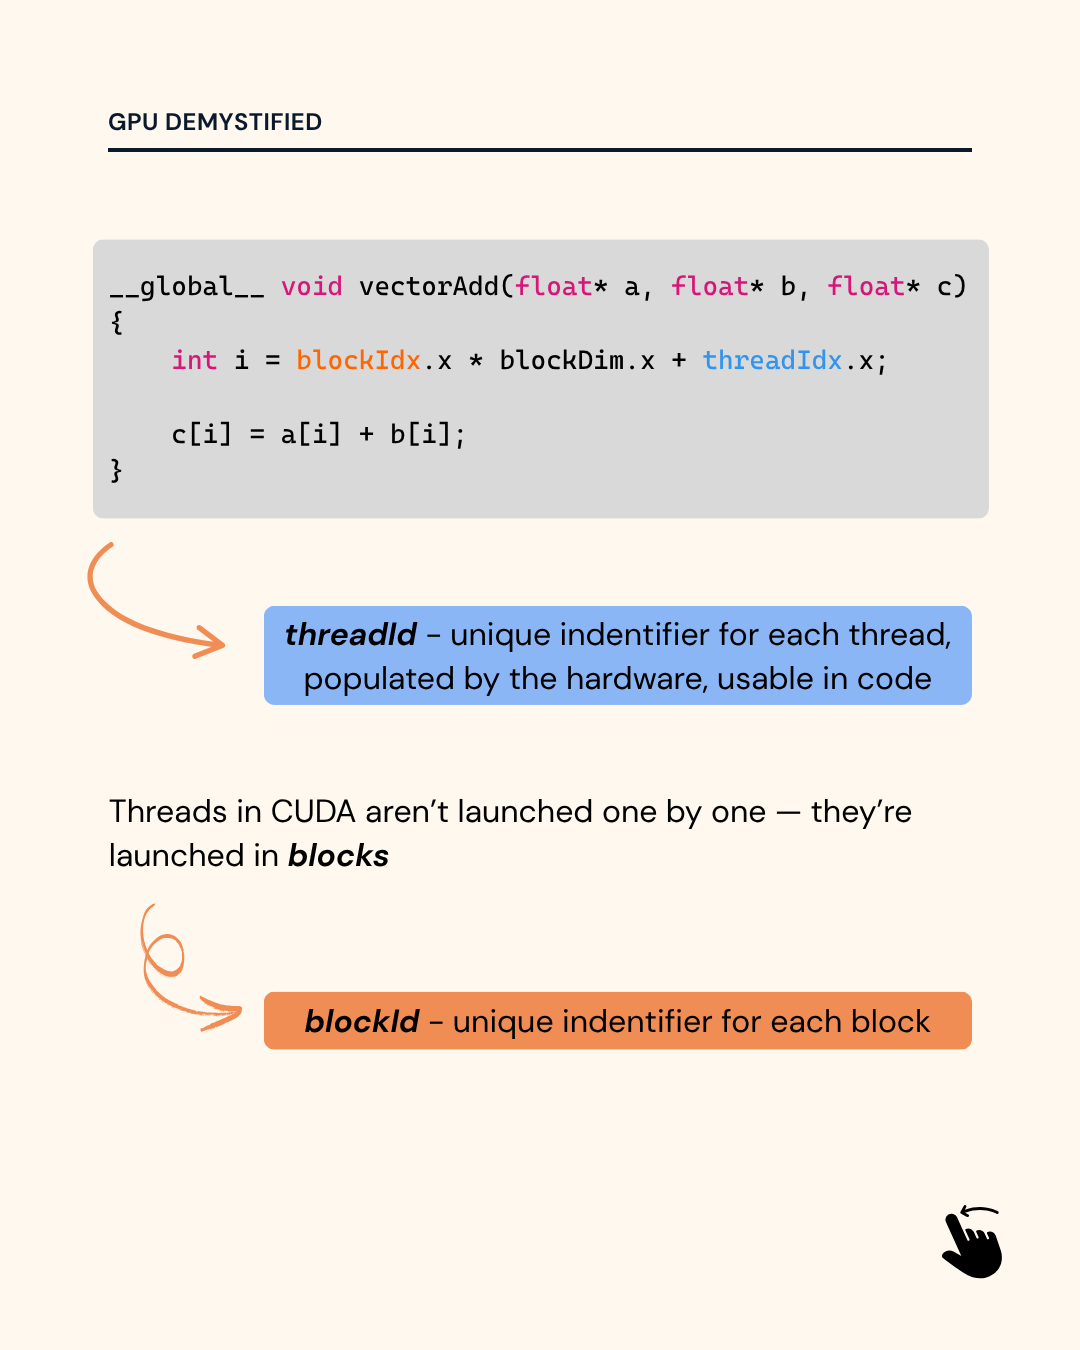 GPU DEMYSTIFIED
__global__ void vectorAdd(float* a, float* b, float* c)
{
    int i = blockIdx.x * blockDim.x + threadIdx.x;
    c[i] = a[i] + b[i];
}
threadId - unique indentifier for each thread,
populated by the hardware, usable in code
Threads in CUDA aren’t launched one by one — they’re
launched in blocks
blockId - unique indentifier for each block